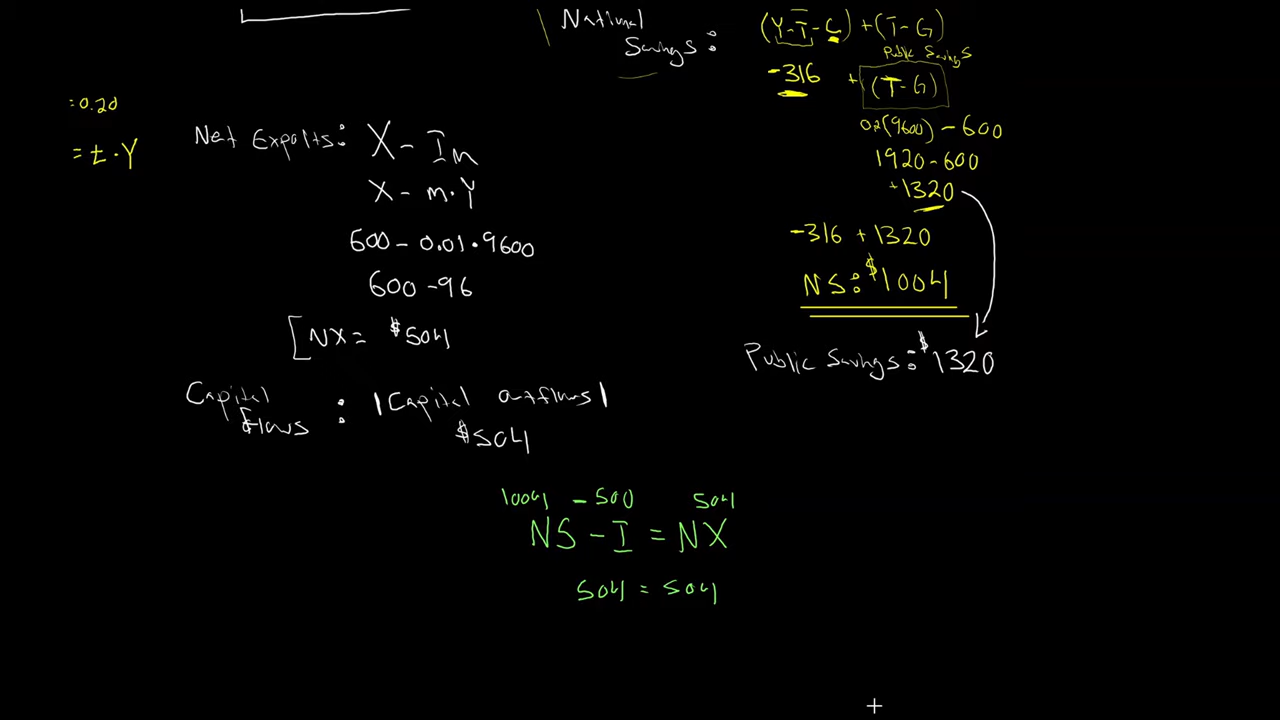 National
Savings:
(Y-T-C) + (T-G)
Public Savings
-316 + (T-G)
0.2(9600) - 600
1920 - 600
+1320
-316 + 1320
NS: $1004
Public Savings: $1320
=0.20
= t · Y
Net Exports: X - Im
X - m · Y
600 - 0.01 · 9600
600 - 96
[NX = $504
Capital
flows : |Capital outflows|
$504
1004 - 500 504
NS - I = NX
504 = 504